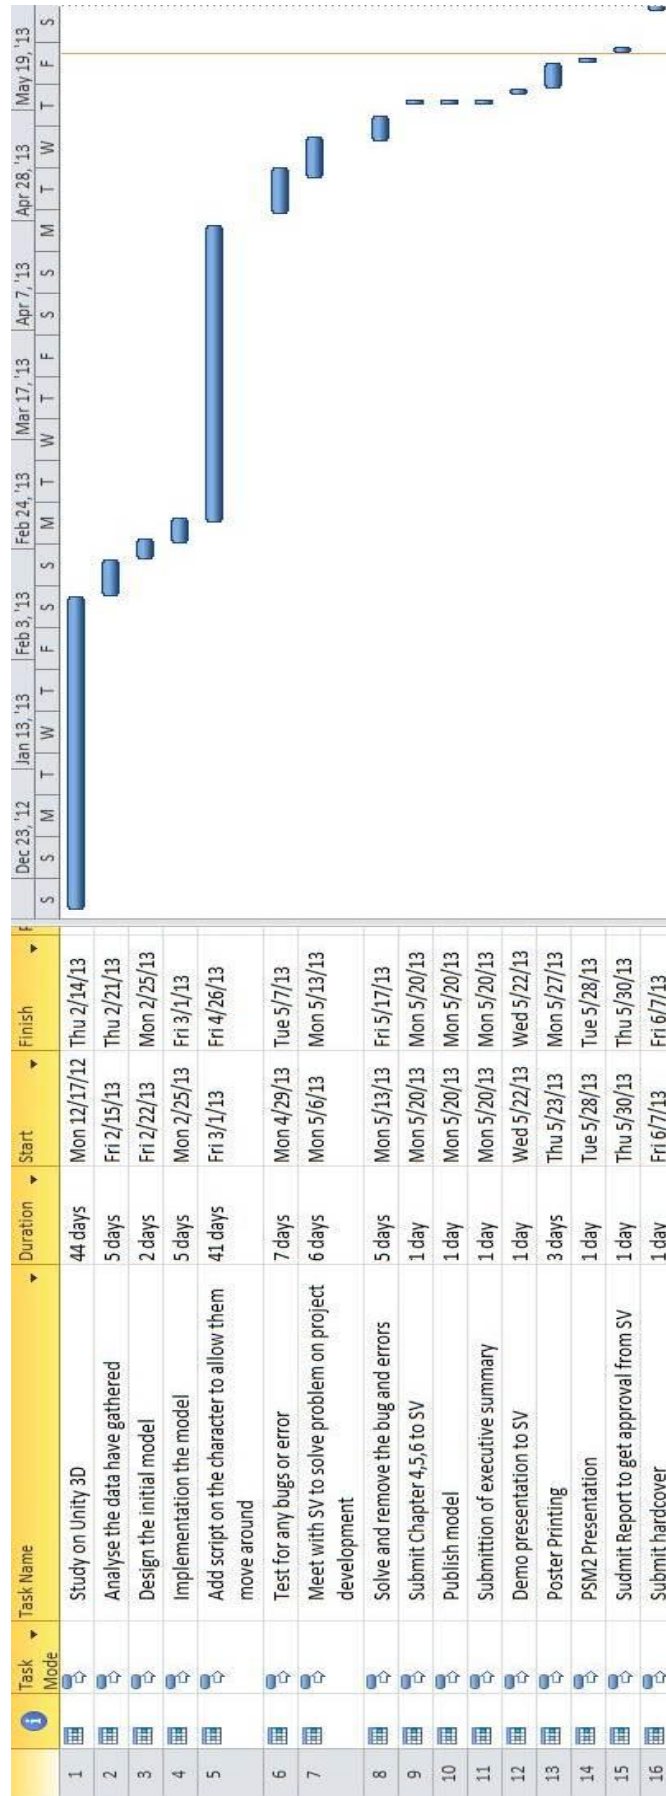 Task Mode Task Name Duration Start Finish
1 Study on Unity 3D 44 days Mon 12/17/12 Thu 2/14/13
2 Analyse the data have gathered 5 days Fri 2/15/13 Thu 2/21/13
3 Design the initial model 2 days Fri 2/22/13 Mon 2/25/13
4 Implementation the model 5 days Mon 2/25/13 Fri 3/1/13
5 Add script on the character to allow them 41 days Fri 3/1/13 Fri 4/26/13
move around
6 Test for any bugs or error 7 days Mon 4/29/13 Tue 5/7/13
7 Meet with SV to solve problem on project 6 days Mon 5/6/13 Mon 5/13/13
development
8 Solve and remove the bug and errors 5 days Mon 5/13/13 Fri 5/17/13
9 Submit Chapter 4,5,6 to SV 1 day Mon 5/20/13 Mon 5/20/13
10 Publish model 1 day Mon 5/20/13 Mon 5/20/13
11 Submittion of executive summary 1 day Mon 5/20/13 Mon 5/20/13
12 Demo presentation to SV 1 day Wed 5/22/13 Wed 5/22/13
13 Poster Printing 3 days Thu 5/23/13 Mon 5/27/13
14 PSM2 Presentation 1 day Tue 5/28/13 Tue 5/28/13
15 Sudmit Report to get approval from SV 1 day Thu 5/30/13 Thu 5/30/13
16 Submit hardcover 1 day Fri 6/7/13 Fri 6/7/13
Dec 23, '12 Jan 13, '13 Feb 3, '13 Feb 24, '13 Mar 17, '13 Apr 7, '13 Apr 28, '13 May 19, '13
S S M T W T F S S M T W T F S S M T W T F S